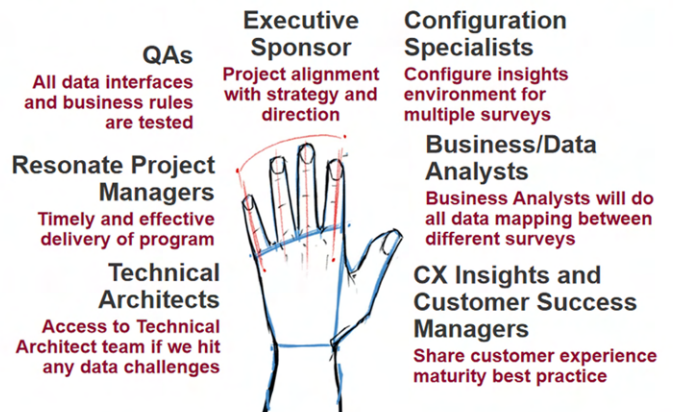 QAs
All data interfaces
and business rules
are tested
Executive
Sponsor
Project alignment
with strategy and
direction
Configuration
Specialists
Configure insights
environment for
multiple surveys
Resonate Project
Managers
Timely and effective
delivery of program
Business/Data
Analysts
Business Analysts will do
all data mapping between
different surveys
Technical
Architects
Access to Technical
Architect team if we hit
any data challenges
CX Insights and
Customer Success
Managers
Share customer experience
maturity best practice